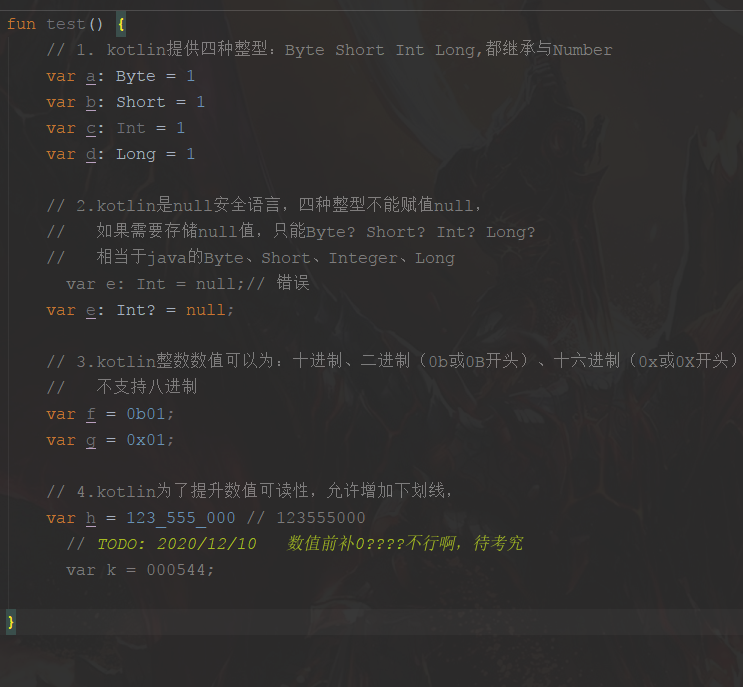 fun test() {
// 1. kotlin提供四种整型：Byte Short Int Long,都继承与Number
var a: Byte = 1
var b: Short = 1
var c: Int = 1
var d: Long = 1
// 2.kotlin是null安全语言，四种整型不能赋值null，
// 如果需要存储null值，只能Byte? Short? Int? Long?
// 相当于java的Byte、Short、Integer、Long
var e: Int = null;// 错误
var e: Int? = null;
// 3.kotlin整数数值可以为：十进制、二进制（0b或0B开头）、十六进制（0x或0X开头）
// 不支持八进制
var f = 0b01;
var g = 0x01;
// 4.kotlin为了提升数值可读性，允许增加下划线，
var h = 123_555_000 // 123555000
// TODO: 2020/12/10 数值前补0????不行啊，待考究
var k = 000544;
}